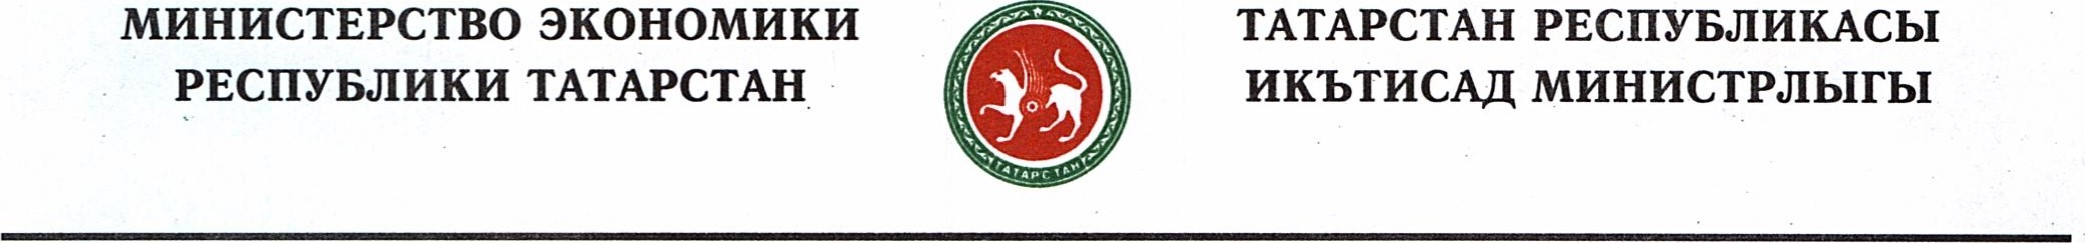 МИНИСТЕРСТВО ЭКОНОМИКИ
РЕСПУБЛИКИ ТАТАРСТАН
ТАТАРСТАН
ТАТАРСТАН РЕСПУБЛИКАСЫ
ИКЪТИСАД МИНИСТРЛЫГЫ